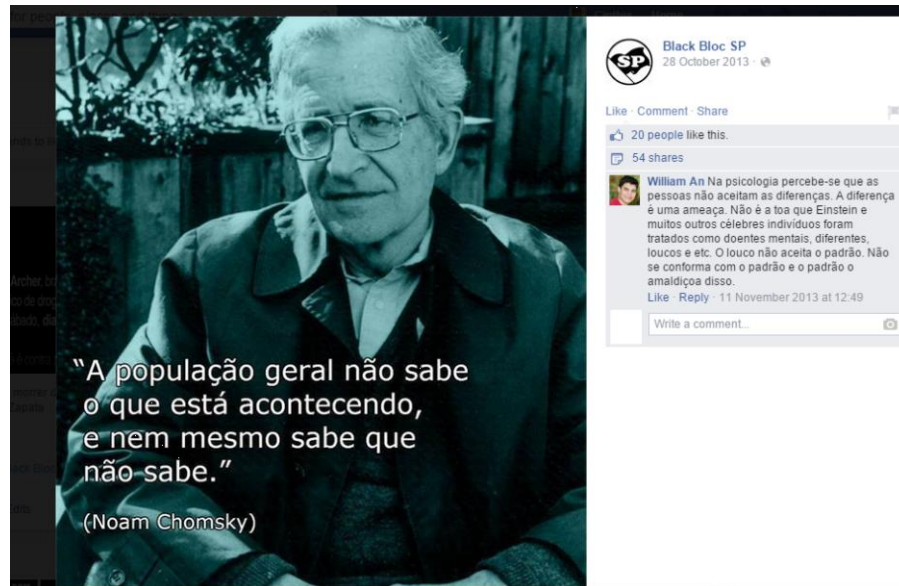 Black Bloc SP
28 October 2013
Like · Comment · Share
20 people like this.
54 shares
William An Na psicologia percebe-se que as
pessoas não aceitam as diferenças. A diferença
é uma ameaça. Não é a toa que Einstein e
muitos outros célebres indivíduos foram
tratados como doentes mentais, diferentes,
loucos e etc. O louco não aceita o padrão. Não
se conforma com o padrão e o padrão o
amaldiçoa disso.
Like · Reply · 11 November 2013 at 12:49
Write a comment...
SP
"A população geral não sabe
o que está acontecendo,
e nem mesmo sabe que
não sabe."
(Noam Chomsky)